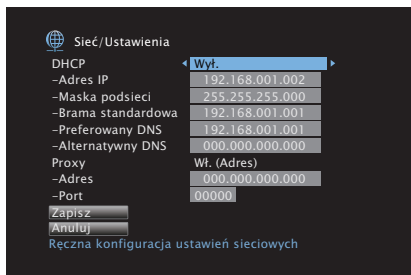 Sieć/Ustawienia
DHCP Wył.
–Adres IP 192.168.001.002
–Maska podsieci 255.255.255.000
–Brama standardowa 192.168.001.001
–Preferowany DNS 192.168.001.001
–Alternatywny DNS 000.000.000.000
Proxy Wł. (Adres)
–Adres 000.000.000.000
–Port 00000
Zapisz
Anuluj
Ręczna konfiguracja ustawień sieciowych